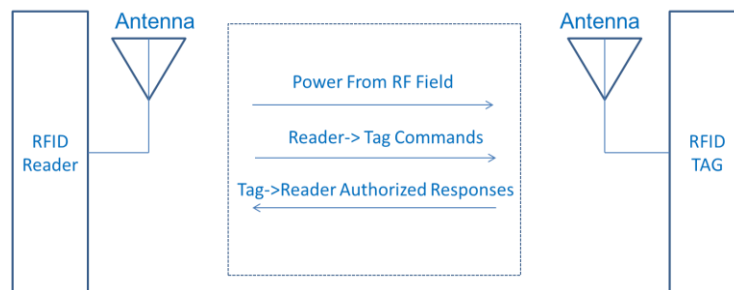 Antenna
Antenna
Power From RF Field
RFID
Reader
Reader-> Tag Commands
RFID
TAG
Tag->Reader Authorized Responses